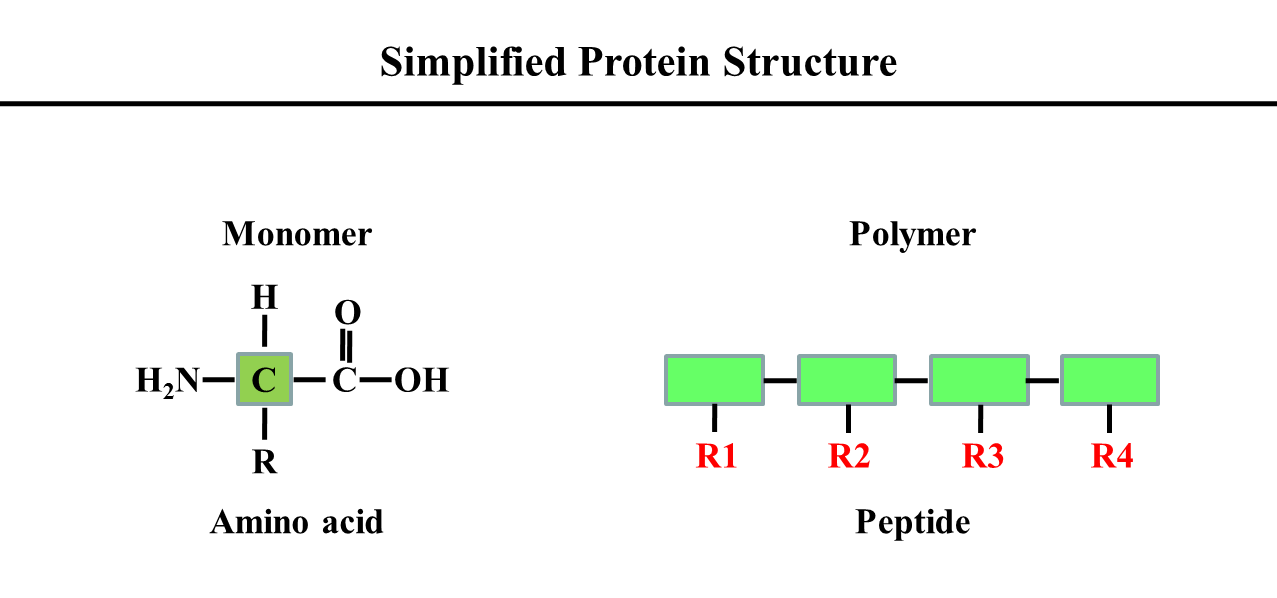 Simplified Protein Structure
Monomer
H
O
H₂N C C OH
R
Amino acid
Polymer
R1 R2 R3 R4
Peptide